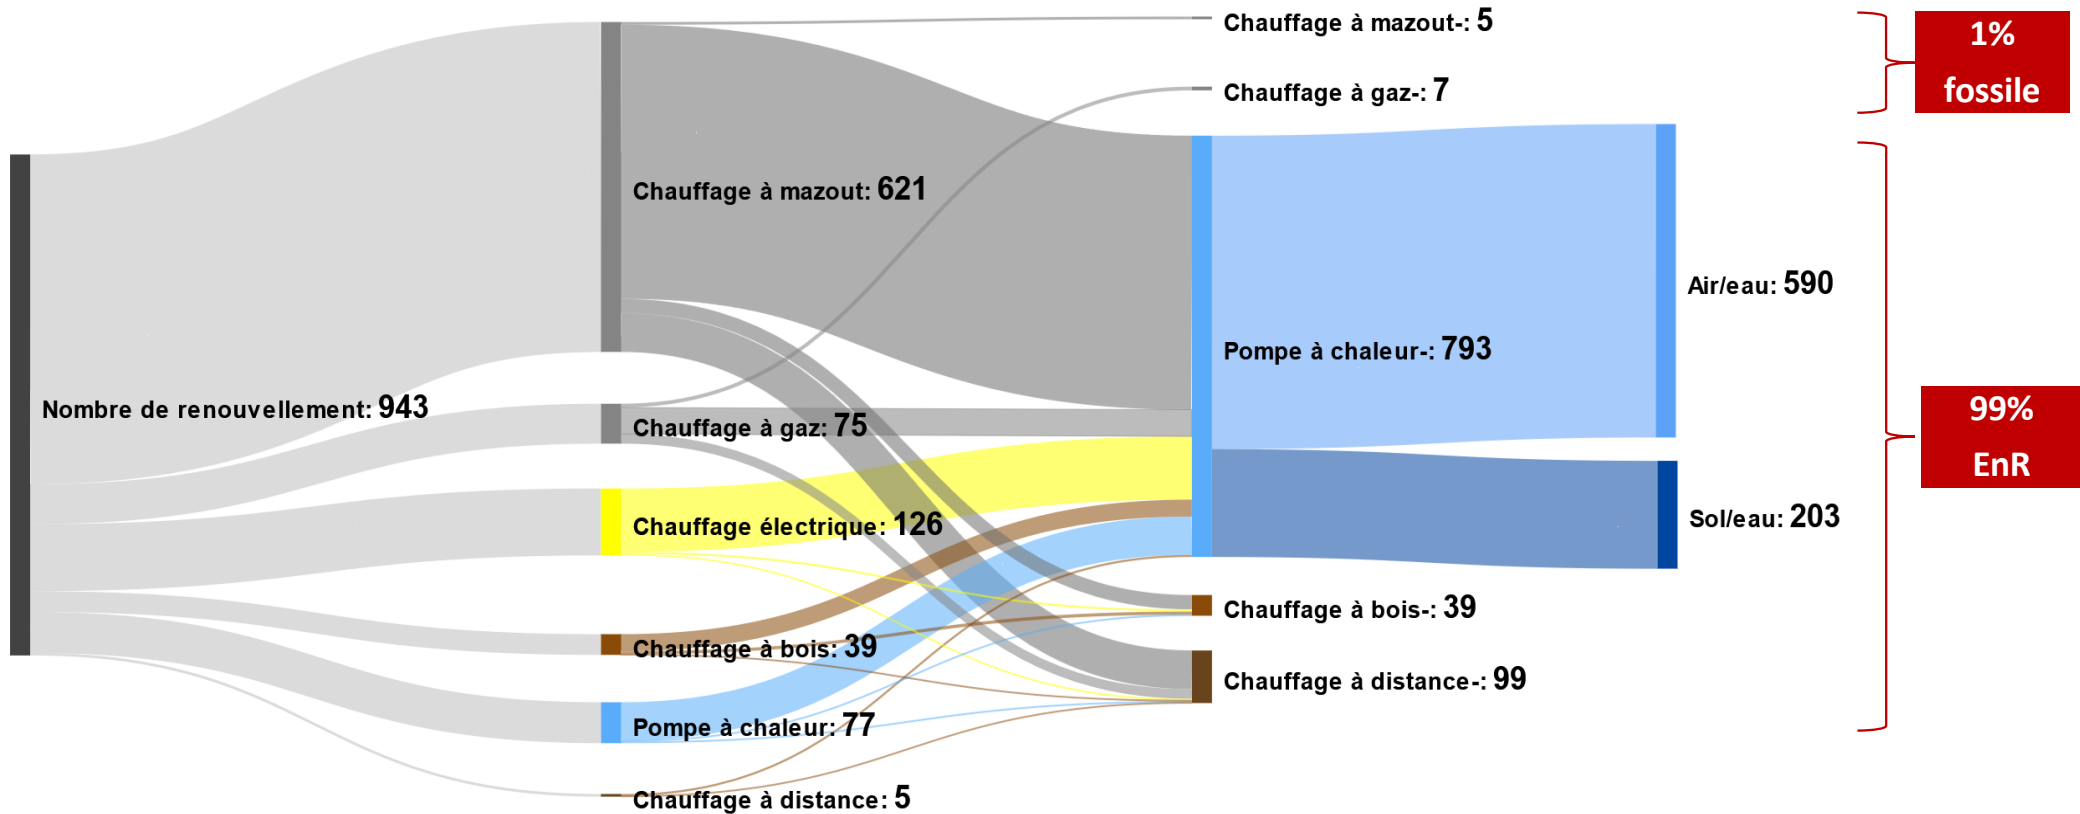 Chauffage à mazout-: 5
1%
fossile
Chauffage à gaz-: 7
Chauffage à mazout: 621
Air/eau: 590
Pompe à chaleur-: 793
Nombre de renouvellement: 943
99%
EnR
Chauffage à gaz: 75
Sol/eau: 203
Chauffage électrique: 126
Chauffage à bois-: 39
Chauffage à bois: 39
Chauffage à distance-: 99
Pompe à chaleur: 77
Chauffage à distance: 5